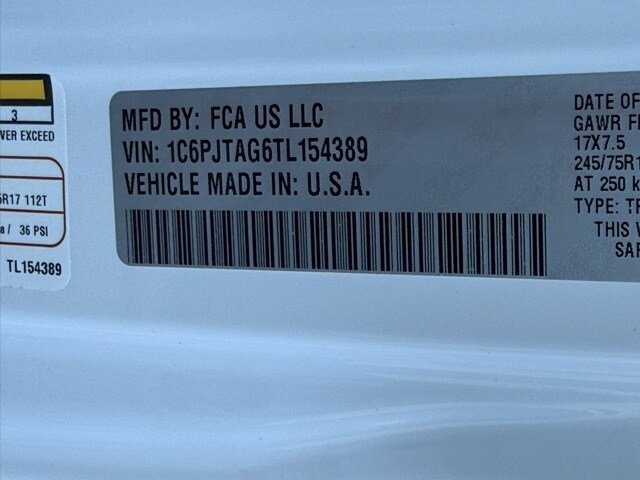 3
VER EXCEED
5R17 112T
a / 36 PSI
TL154389
MFD BY: FCA US LLC
VIN: 1C6PJTAG6TL154389
VEHICLE MADE IN: U.S.A.
DATE OF
GAWR F
17X7.5
245/75R1
AT 250 k
TYPE: TR
THIS V
SAF